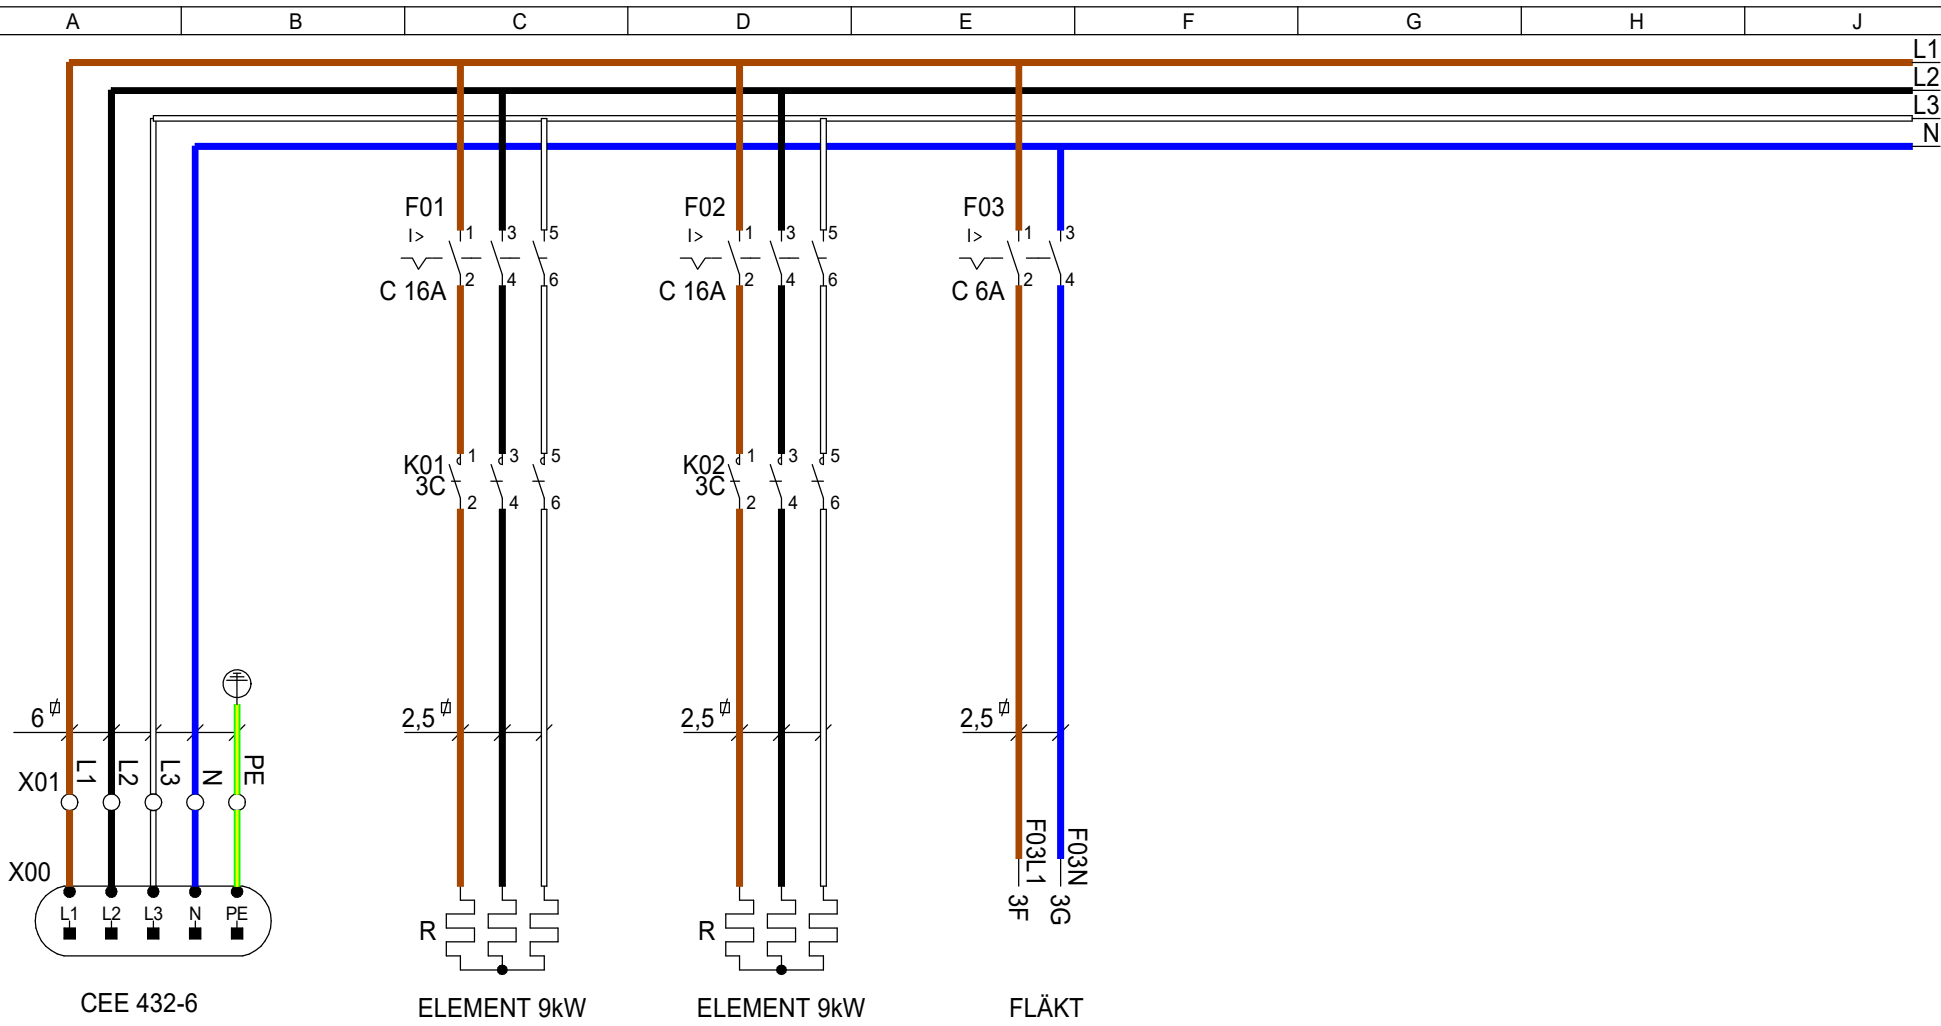 A B C D E F G H J
L1
L2
L3
N
F01 F02 F03
I> 1 3 5 I> 1 3 5 I> 1 3
2 4 6 2 4 6 2 4
C 16A C 16A C 6A
K01 1 3 5 K02 1 3 5
3C 2 4 6 3C 2 4 6
6 2,5 2,5 2,5
X01 L1 L2 L3 N PE
F03L1 F03N
X00
L1 L2 L3 N PE
3F 3G
R R
CEE 432-6 ELEMENT 9kW ELEMENT 9kW FLÄKT